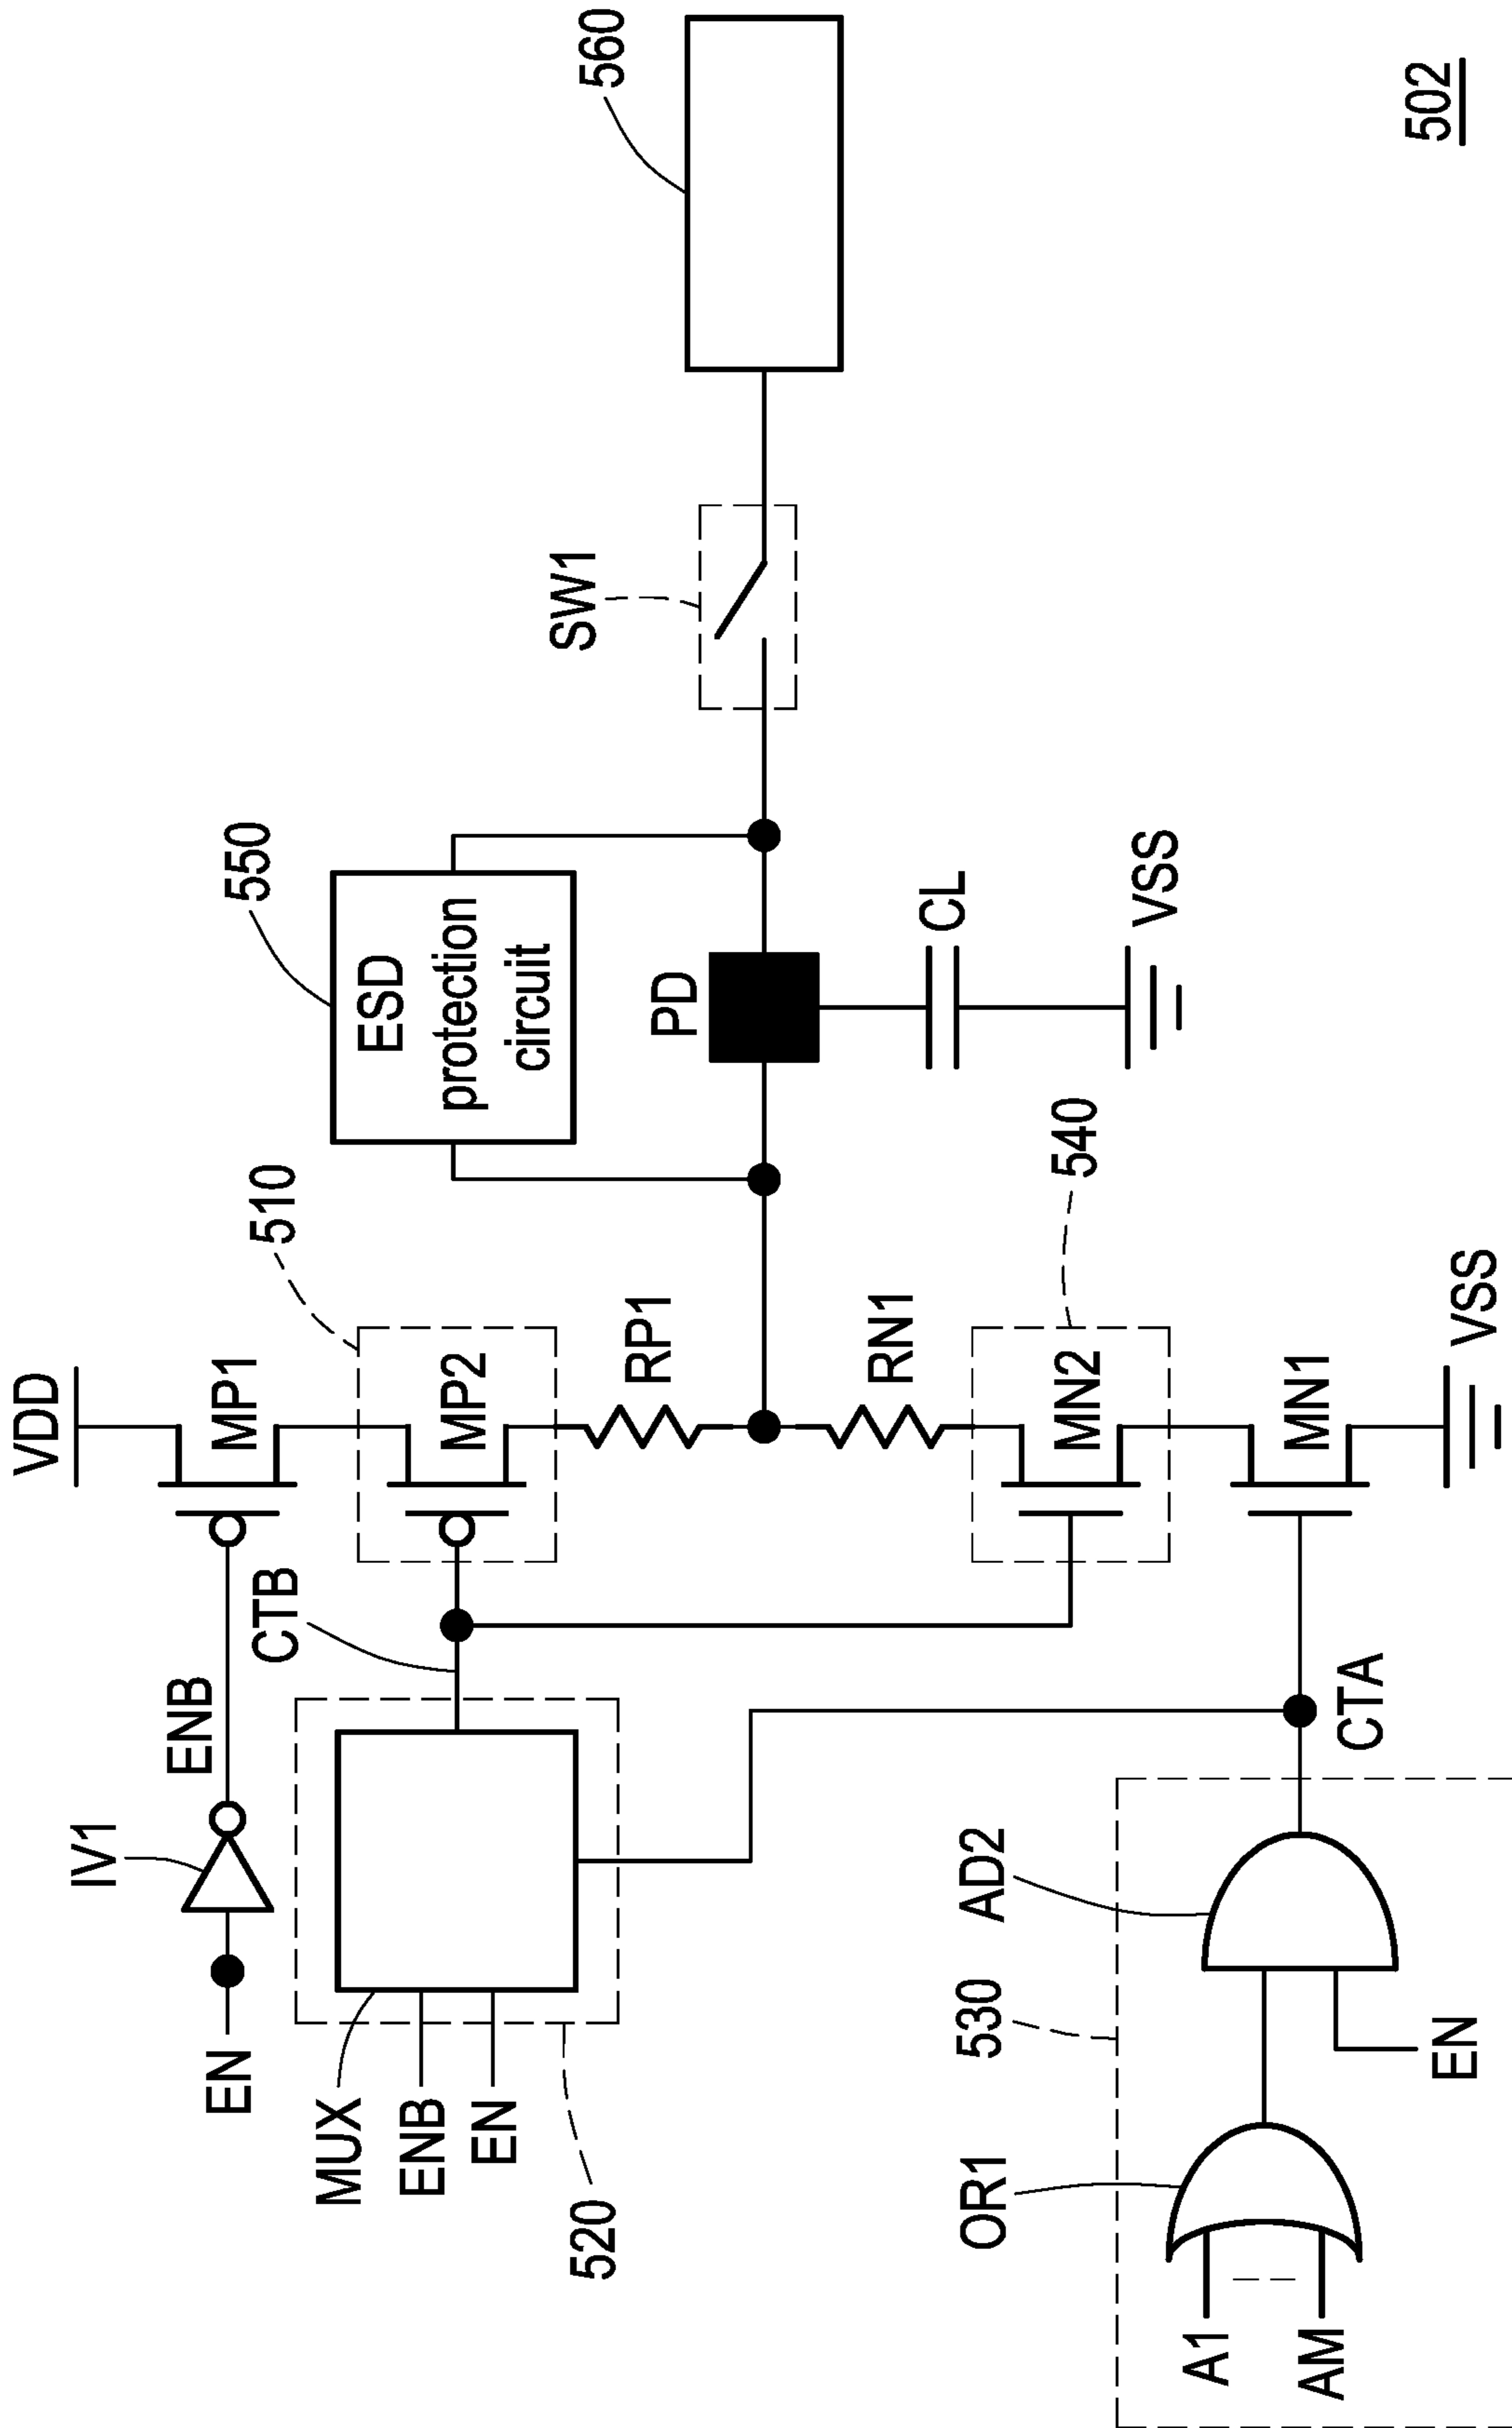 VDD
EN
IV1
ENB
MP1
510
550
560
MUX
ENB
EN
CTB
MP2
ESD
protection
circuit
520
RP1
PD
SW1
RN1
CL
530
AD2
MN2
540
VSS
OR1
A1
AM
EN
CTA
MN1
VSS
502